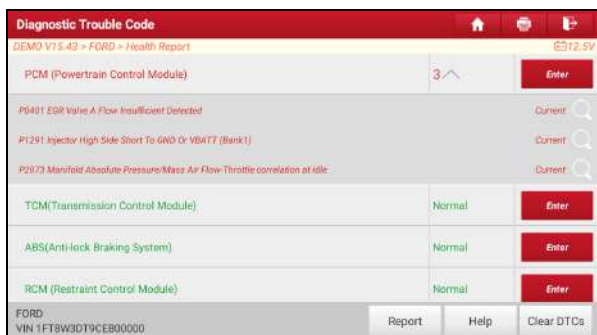 Diagnostic Trouble Code
DEMO V15.43 > FORD > Health Report
12.5V
PCM (Powertrain Control Module)
3
Enter
P0401 EGR Valve A Flow Insufficient Detected
Current
P1291 Injector High Side Short To GND Or VBATT (Bank1)
Current
P2073 Manifold Absolute Pressure/Mass Air Flow-Throttle correlation at idle
Current
TCM(Transmission Control Module)
Normal
Enter
ABS(Anti-lock Braking System)
Normal
Enter
RCM (Restraint Control Module)
Normal
Enter
FORD
VIN 1FT8W3DT9CEB00000
Report
Help
Clear DTCs